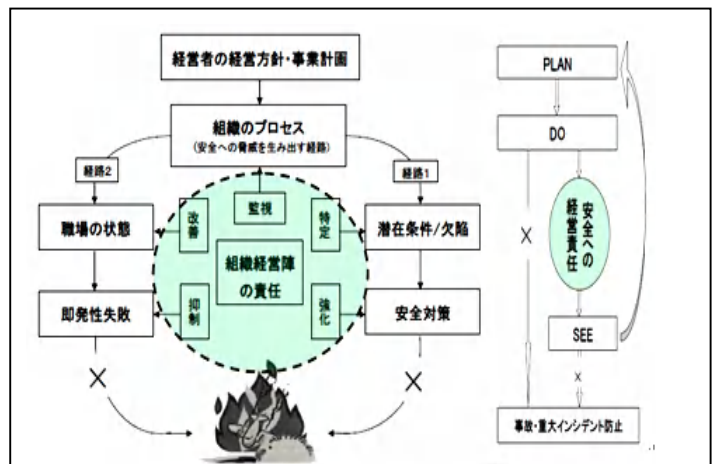 経営者の経営方針・事業計画
組織のプロセス
(安全への脅威を生み出す経路)
経路2
経路1
職場の状態
改善
監視
特定
潜在条件/欠陥
組織経営陣
の責任
即発性失敗
抑制
強化
安全対策
×
×
PLAN
DO
×
安全への
経営責任
SEE
×
事故・重大インシデント防止